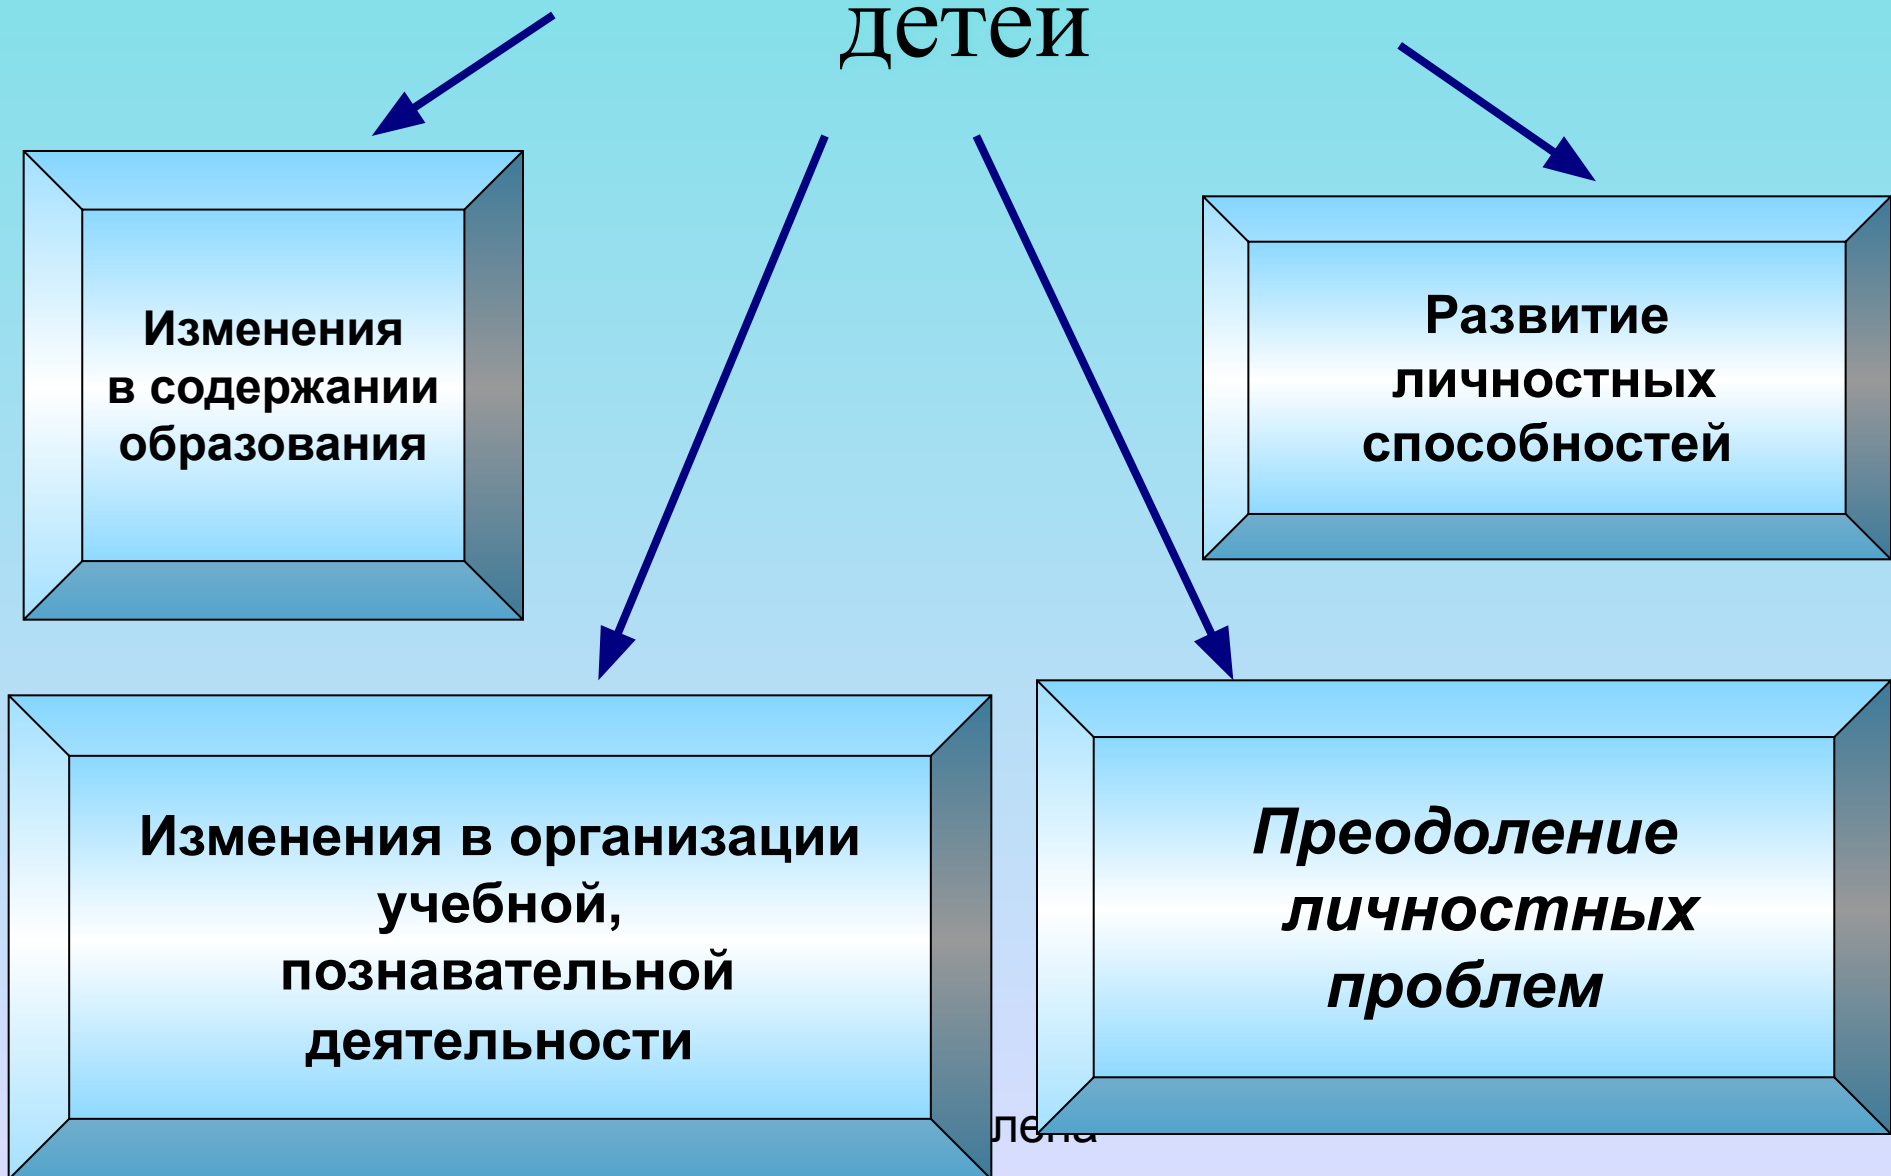 детей
Изменения
в содержании
образования
Развитие
личностных
способностей
Изменения в организации
учебной,
познавательной
деятельности
Преодоление
личностных
проблем